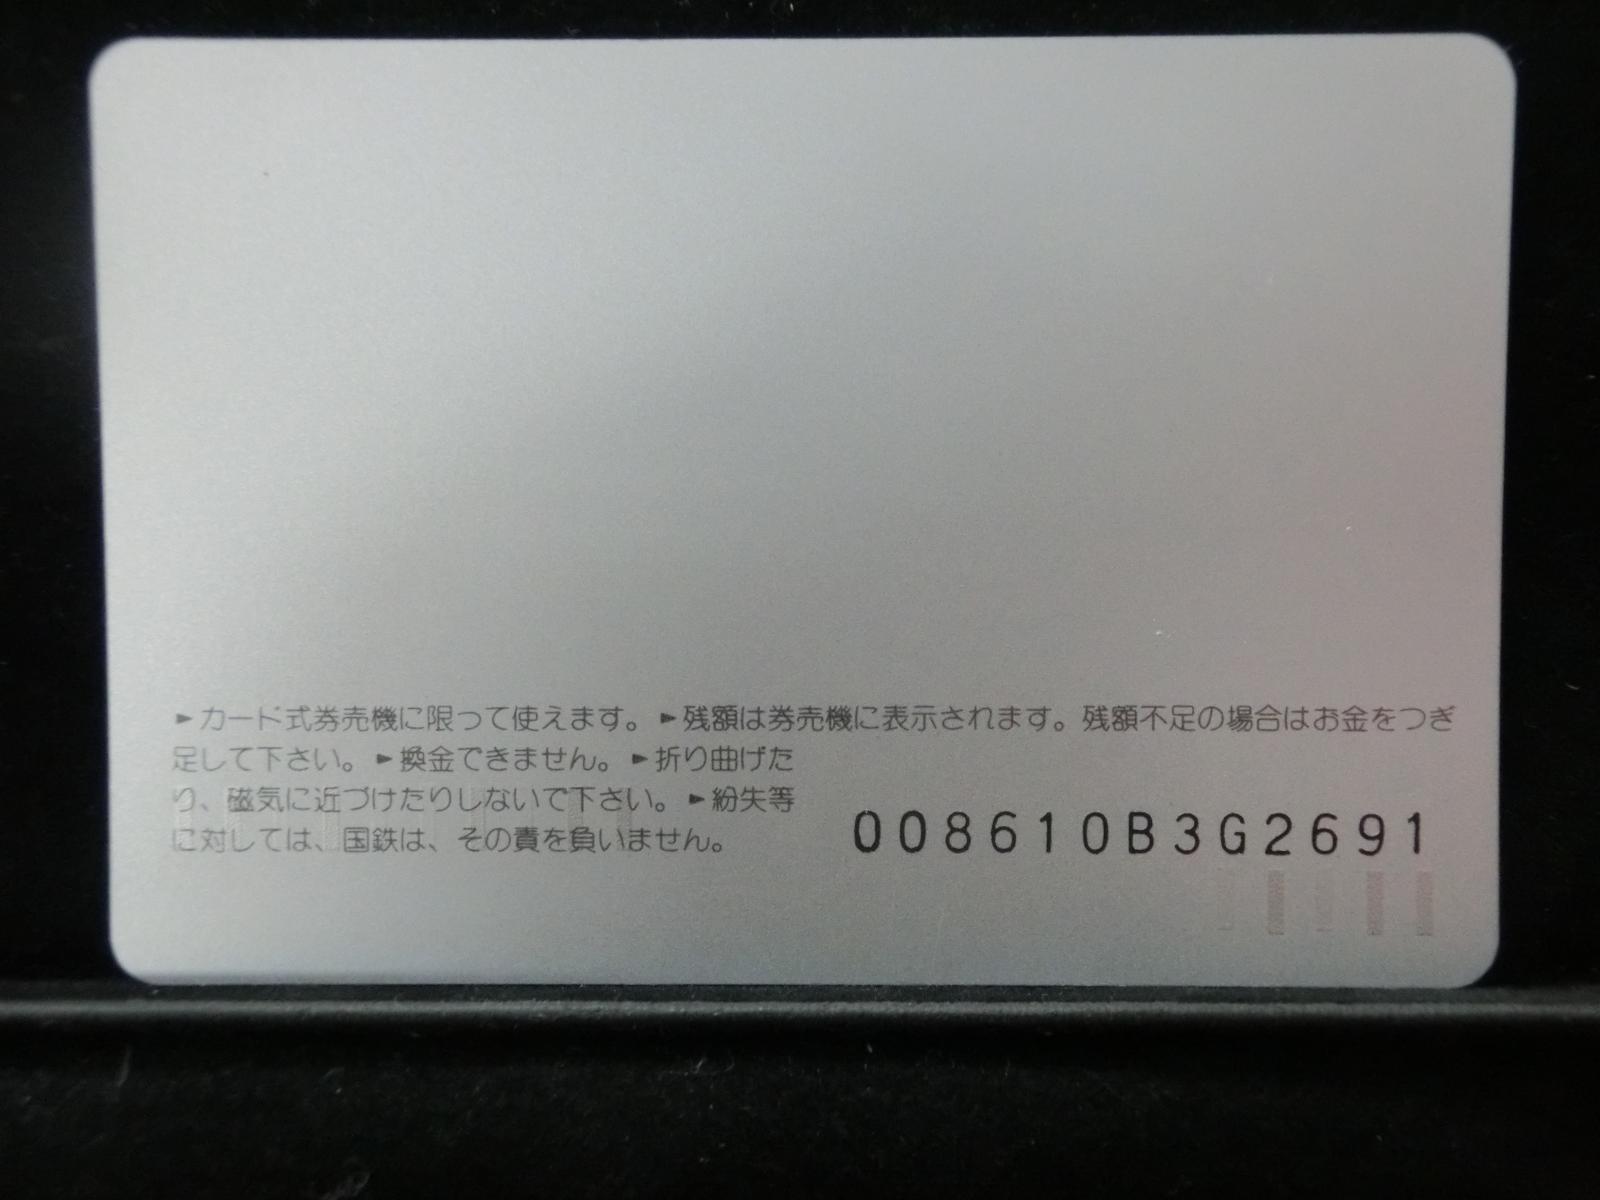 ►カード式券売機に限って使えます。►残額は券売機に表示されます。残額不足の場合はお金をつぎ
足して下さい。►換金できません。►折り曲げた
り、磁気に近づけたりしないで下さい。►紛失等
に対しては、国鉄は、その責を負いません。
008610B3G2691